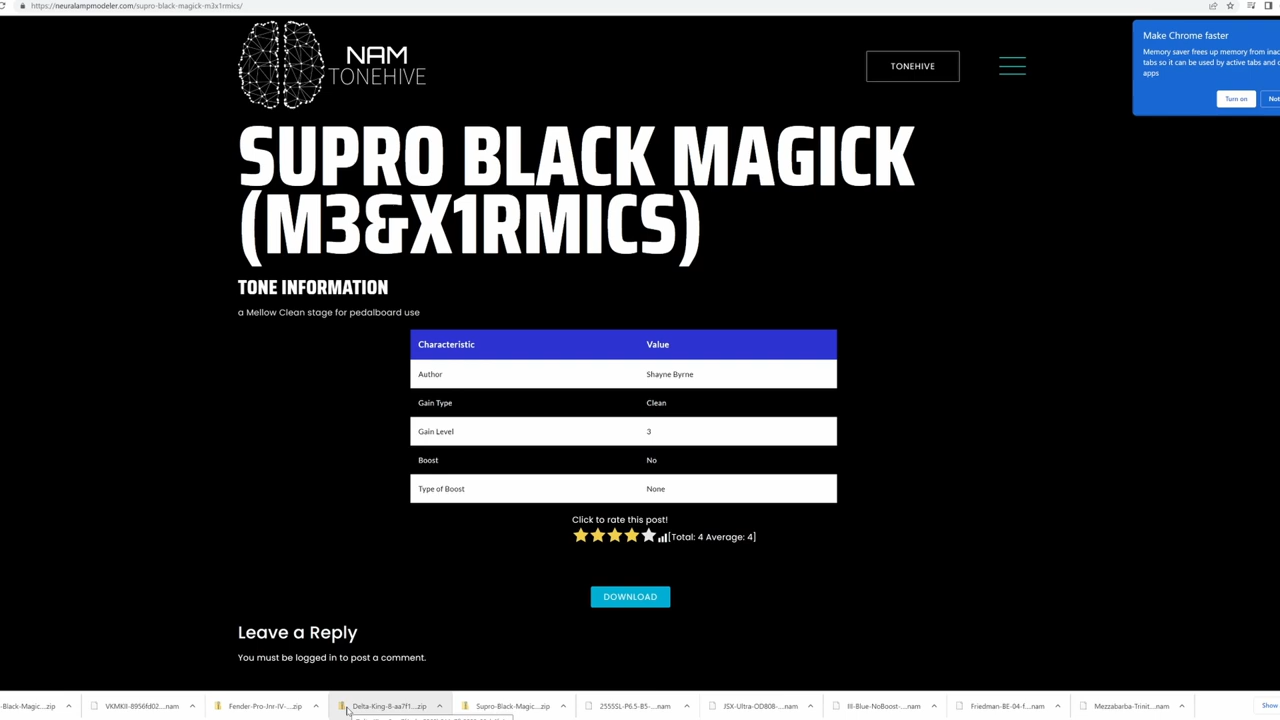 https://neuralampmodeler.com/supro-black-magick-m3x1rmics/
Make Chrome faster
Memory saver frees up memory from inac
tabs so it can be used by active tabs and
apps
Turn on
Not
NAM
TONEHIVE
TONEHIVE
SUPRO BLACK MAGICK
(M3&X1RMICS)
TONE INFORMATION
a Mellow Clean stage for pedalboard use
Characteristic Value
Author Shayne Byrne
Gain Type Clean
Gain Level 3
Boost No
Type of Boost None
Click to rate this post!
[Total: 4 Average: 4]
DOWNLOAD
Leave a Reply
You must be logged in to post a comment.
-Black-Magic....zip VKMKII-8956fd02....nam Fender-Pro-Jnr-IV-....zip Delta-King-8-aa7f1....zip Supro-Black-Magic....zip 2555SL-P6.5-B5-....nam JSX-Ultra-OD808-....nam III-Blue-NoBoost-....nam Friedman-BE-04-f....nam Mezzabarba-Trinit....nam Show